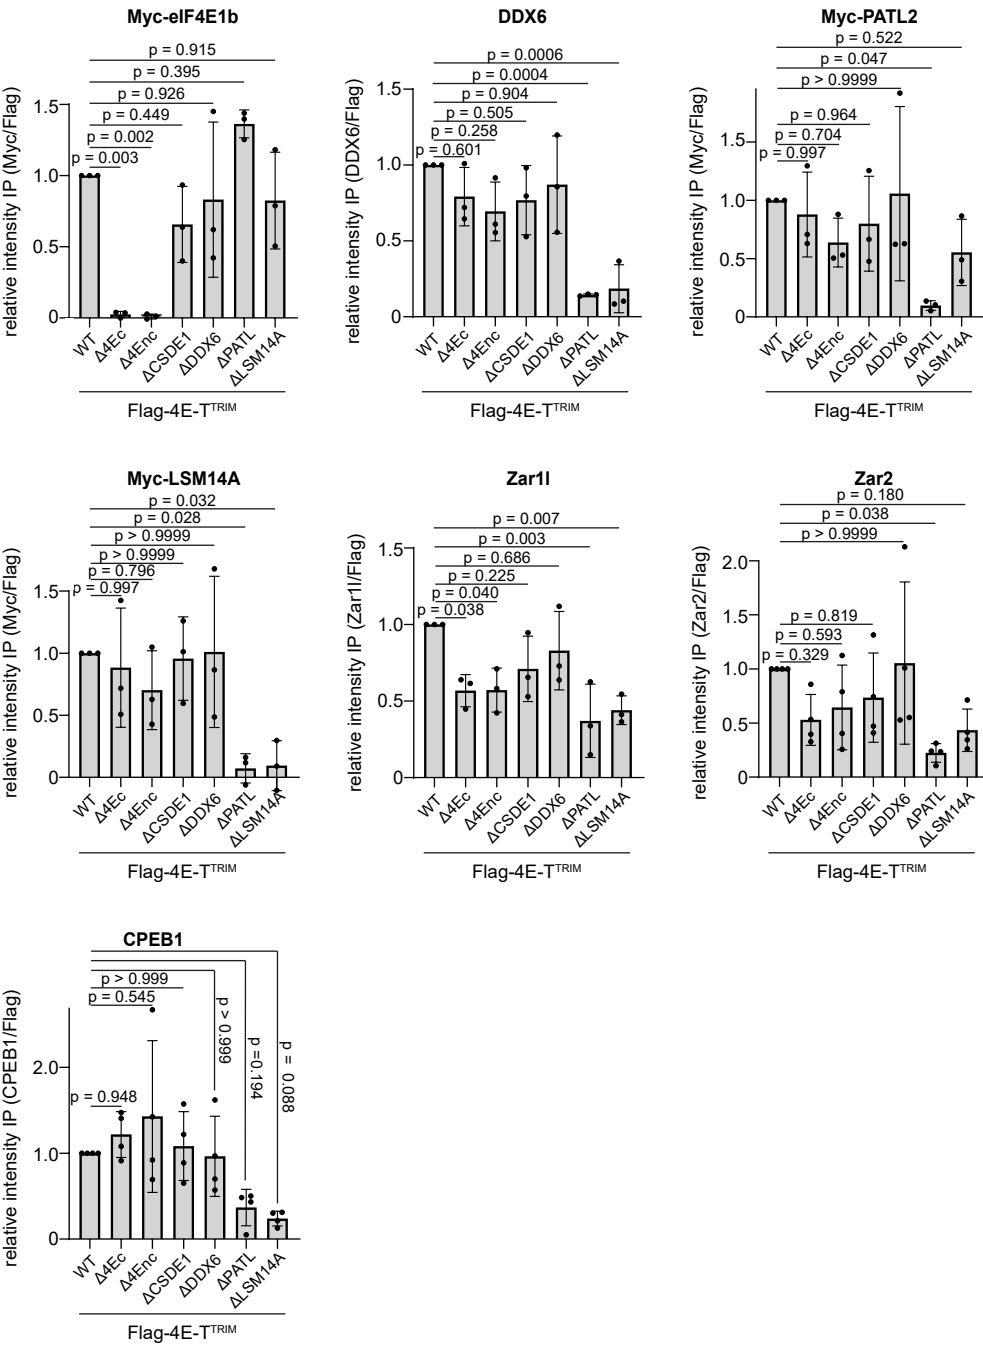 Myc-eIF4E1b
p = 0.915
p = 0.395
p = 0.926
p = 0.449
p = 0.002
p = 0.003
relative intensity IP (Myc/Flag)
1.5
1.0
0.5
0
WT
Δ4Ec
Δ4Enc
ΔCSDE1
ΔDDX6
ΔPATL
ΔLSM14A
Flag-4E-T^TRIM
DDX6
p = 0.0006
p = 0.0004
p = 0.904
p = 0.505
p = 0.258
p = 0.601
relative intensity IP (DDX6/Flag)
1.5
1.0
0.5
0
WT
Δ4Ec
Δ4Enc
ΔCSDE1
ΔDDX6
ΔPATL
ΔLSM14A
Flag-4E-T^TRIM
Myc-PATL2
p = 0.522
p = 0.047
p > 0.9999
p = 0.964
p = 0.704
p = 0.997
relative intensity IP (Myc/Flag)
1.5
1.0
0.5
0
WT
Δ4Ec
Δ4Enc
ΔCSDE1
ΔDDX6
ΔPATL
ΔLSM14A
Flag-4E-T^TRIM
Myc-LSM14A
p = 0.032
p = 0.028
p > 0.9999
p > 0.9999
p = 0.796
p = 0.997
relative intensity IP (Myc/Flag)
1.5
1.0
0.5
0
WT
Δ4Ec
Δ4Enc
ΔCSDE1
ΔDDX6
ΔPATL
ΔLSM14A
Flag-4E-T^TRIM
Zar1l
p = 0.007
p = 0.003
p = 0.686
p = 0.225
p = 0.040
p = 0.038
relative intensity IP (Zar1/Flag)
1.5
1.0
0.5
0
WT
Δ4Ec
Δ4Enc
ΔCSDE1
ΔDDX6
ΔPATL
ΔLSM14A
Flag-4E-T^TRIM
Zar2
p = 0.180
p = 0.038
p > 0.9999
p = 0.819
p = 0.593
p = 0.329
relative intensity IP (Zar2/Flag)
2.0
1.5
1.0
0.5
0
WT
Δ4Ec
Δ4Enc
ΔCSDE1
ΔDDX6
ΔPATL
ΔLSM14A
Flag-4E-T^TRIM
CPEB1
p > 0.999
p = 0.545
p = 0.948
p > 0.999
p =0.194
p = 0.088
relative intensity IP (CPEB1/Flag)
2.0
1.0
0
WT
Δ4Ec
Δ4Enc
ΔCSDE1
ΔDDX6
ΔPATL
ΔLSM14A
Flag-4E-T^TRIM